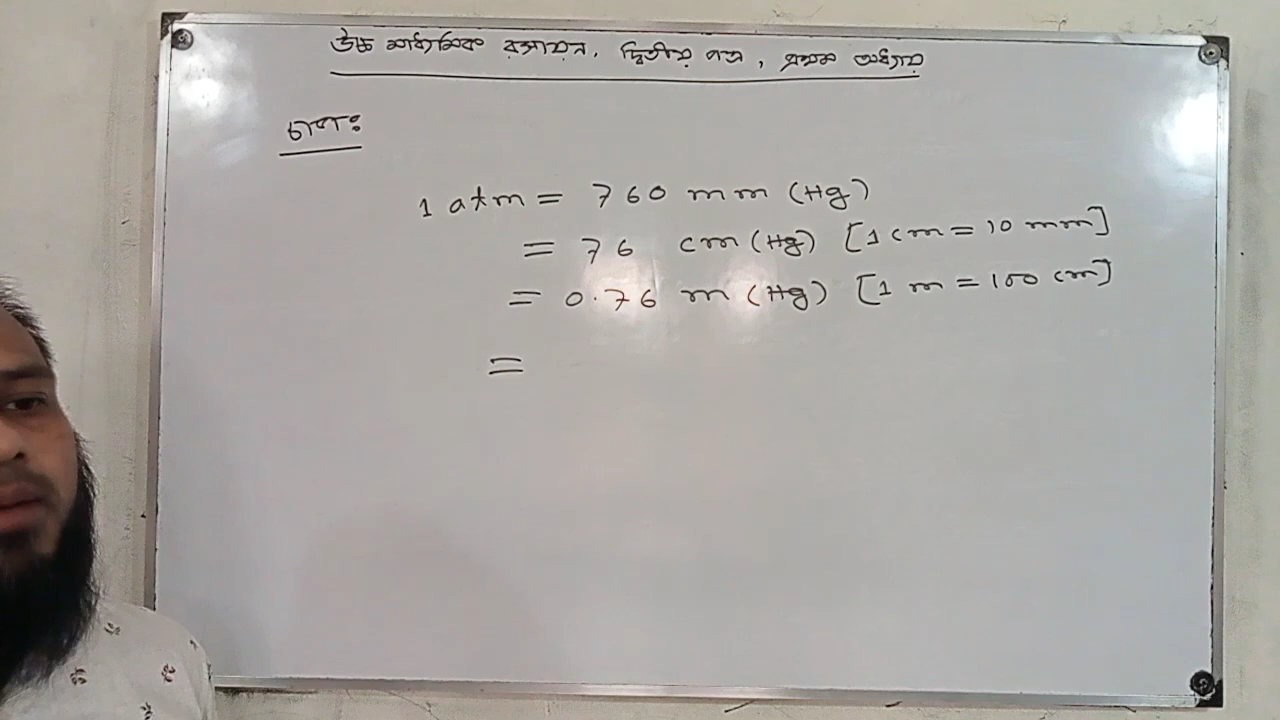 উচ্চ মাধ্যমিক রসায়ন, দ্বিতীয় পত্র, প্রথম অধ্যায়
চাপঃ
1 atm = 760 mm (Hg)
= 76 cm (Hg) [1 cm = 10 mm]
= 0.76 m (Hg) [1 m = 100 cm]
=